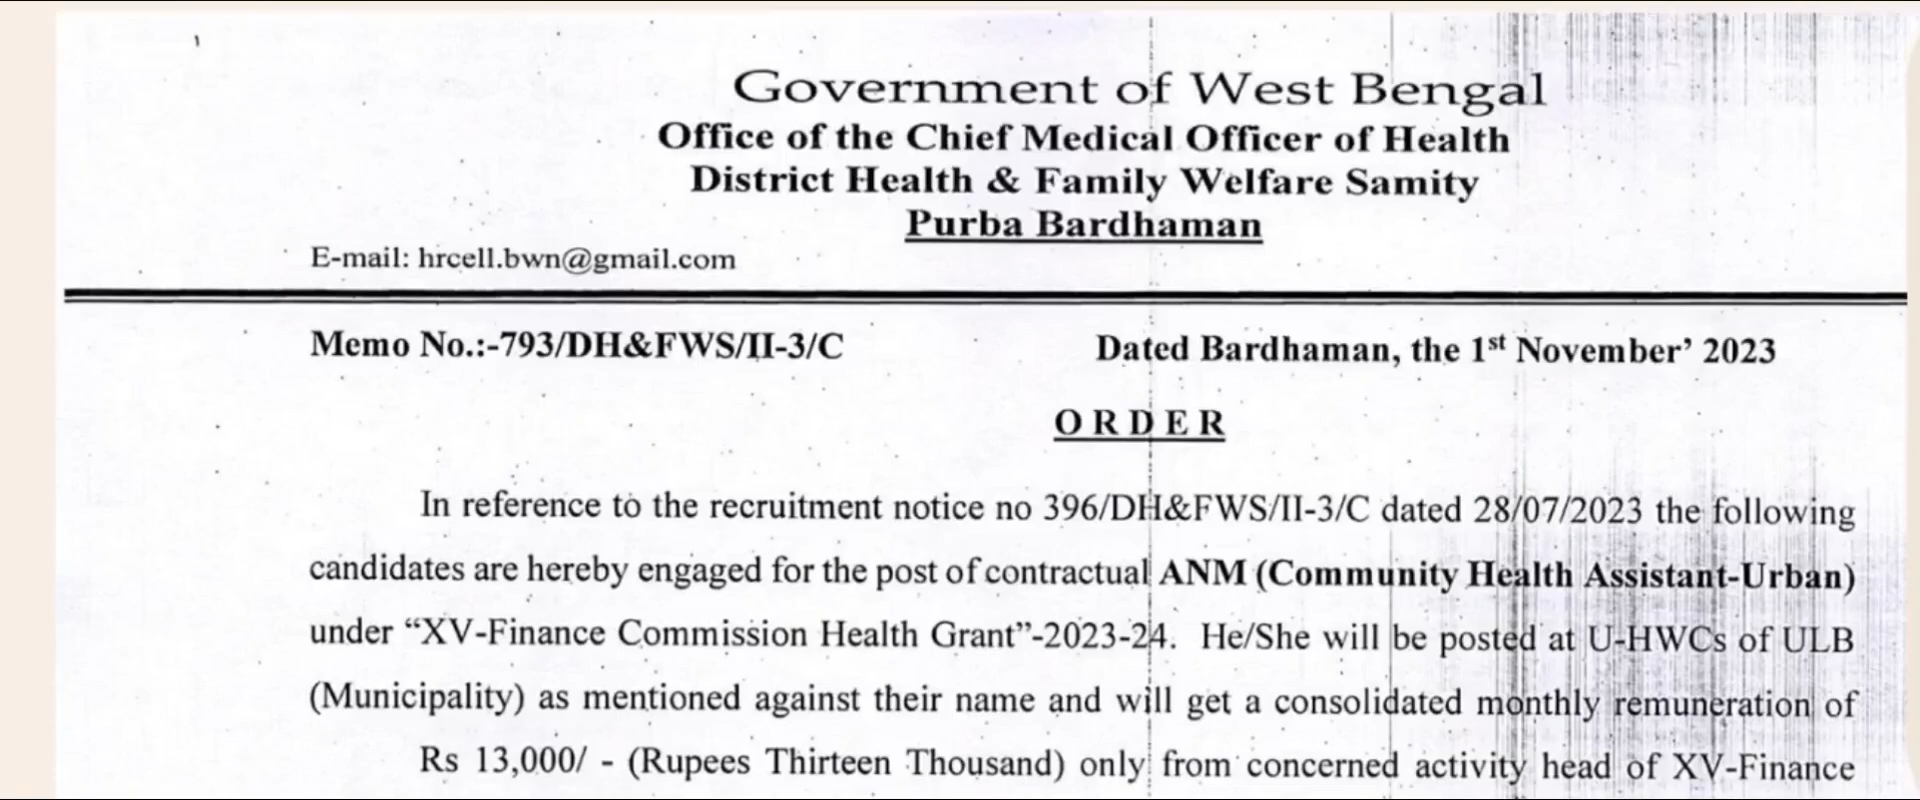 Government of West Bengal
Office of the Chief Medical Officer of Health
District Health & Family Welfare Samity
Purba Bardhaman
E-mail: hrcell.bwn@gmail.com
Memo No.:-793/DH&FWS/II-3/C Dated Bardhaman, the 1st November’ 2023
ORDER
In reference to the recruitment notice no 396/DH&FWS/II-3/C dated 28/07/2023 the following
candidates are hereby engaged for the post of contractual ANM (Community Health Assistant-Urban)
under “XV-Finance Commission Health Grant”-2023-24. He/She will be posted at U-HWCs of ULB
(Municipality) as mentioned against their name and will get a consolidated monthly remuneration of
Rs 13,000/ - (Rupees Thirteen Thousand) only from concerned activity head of XV-Finance